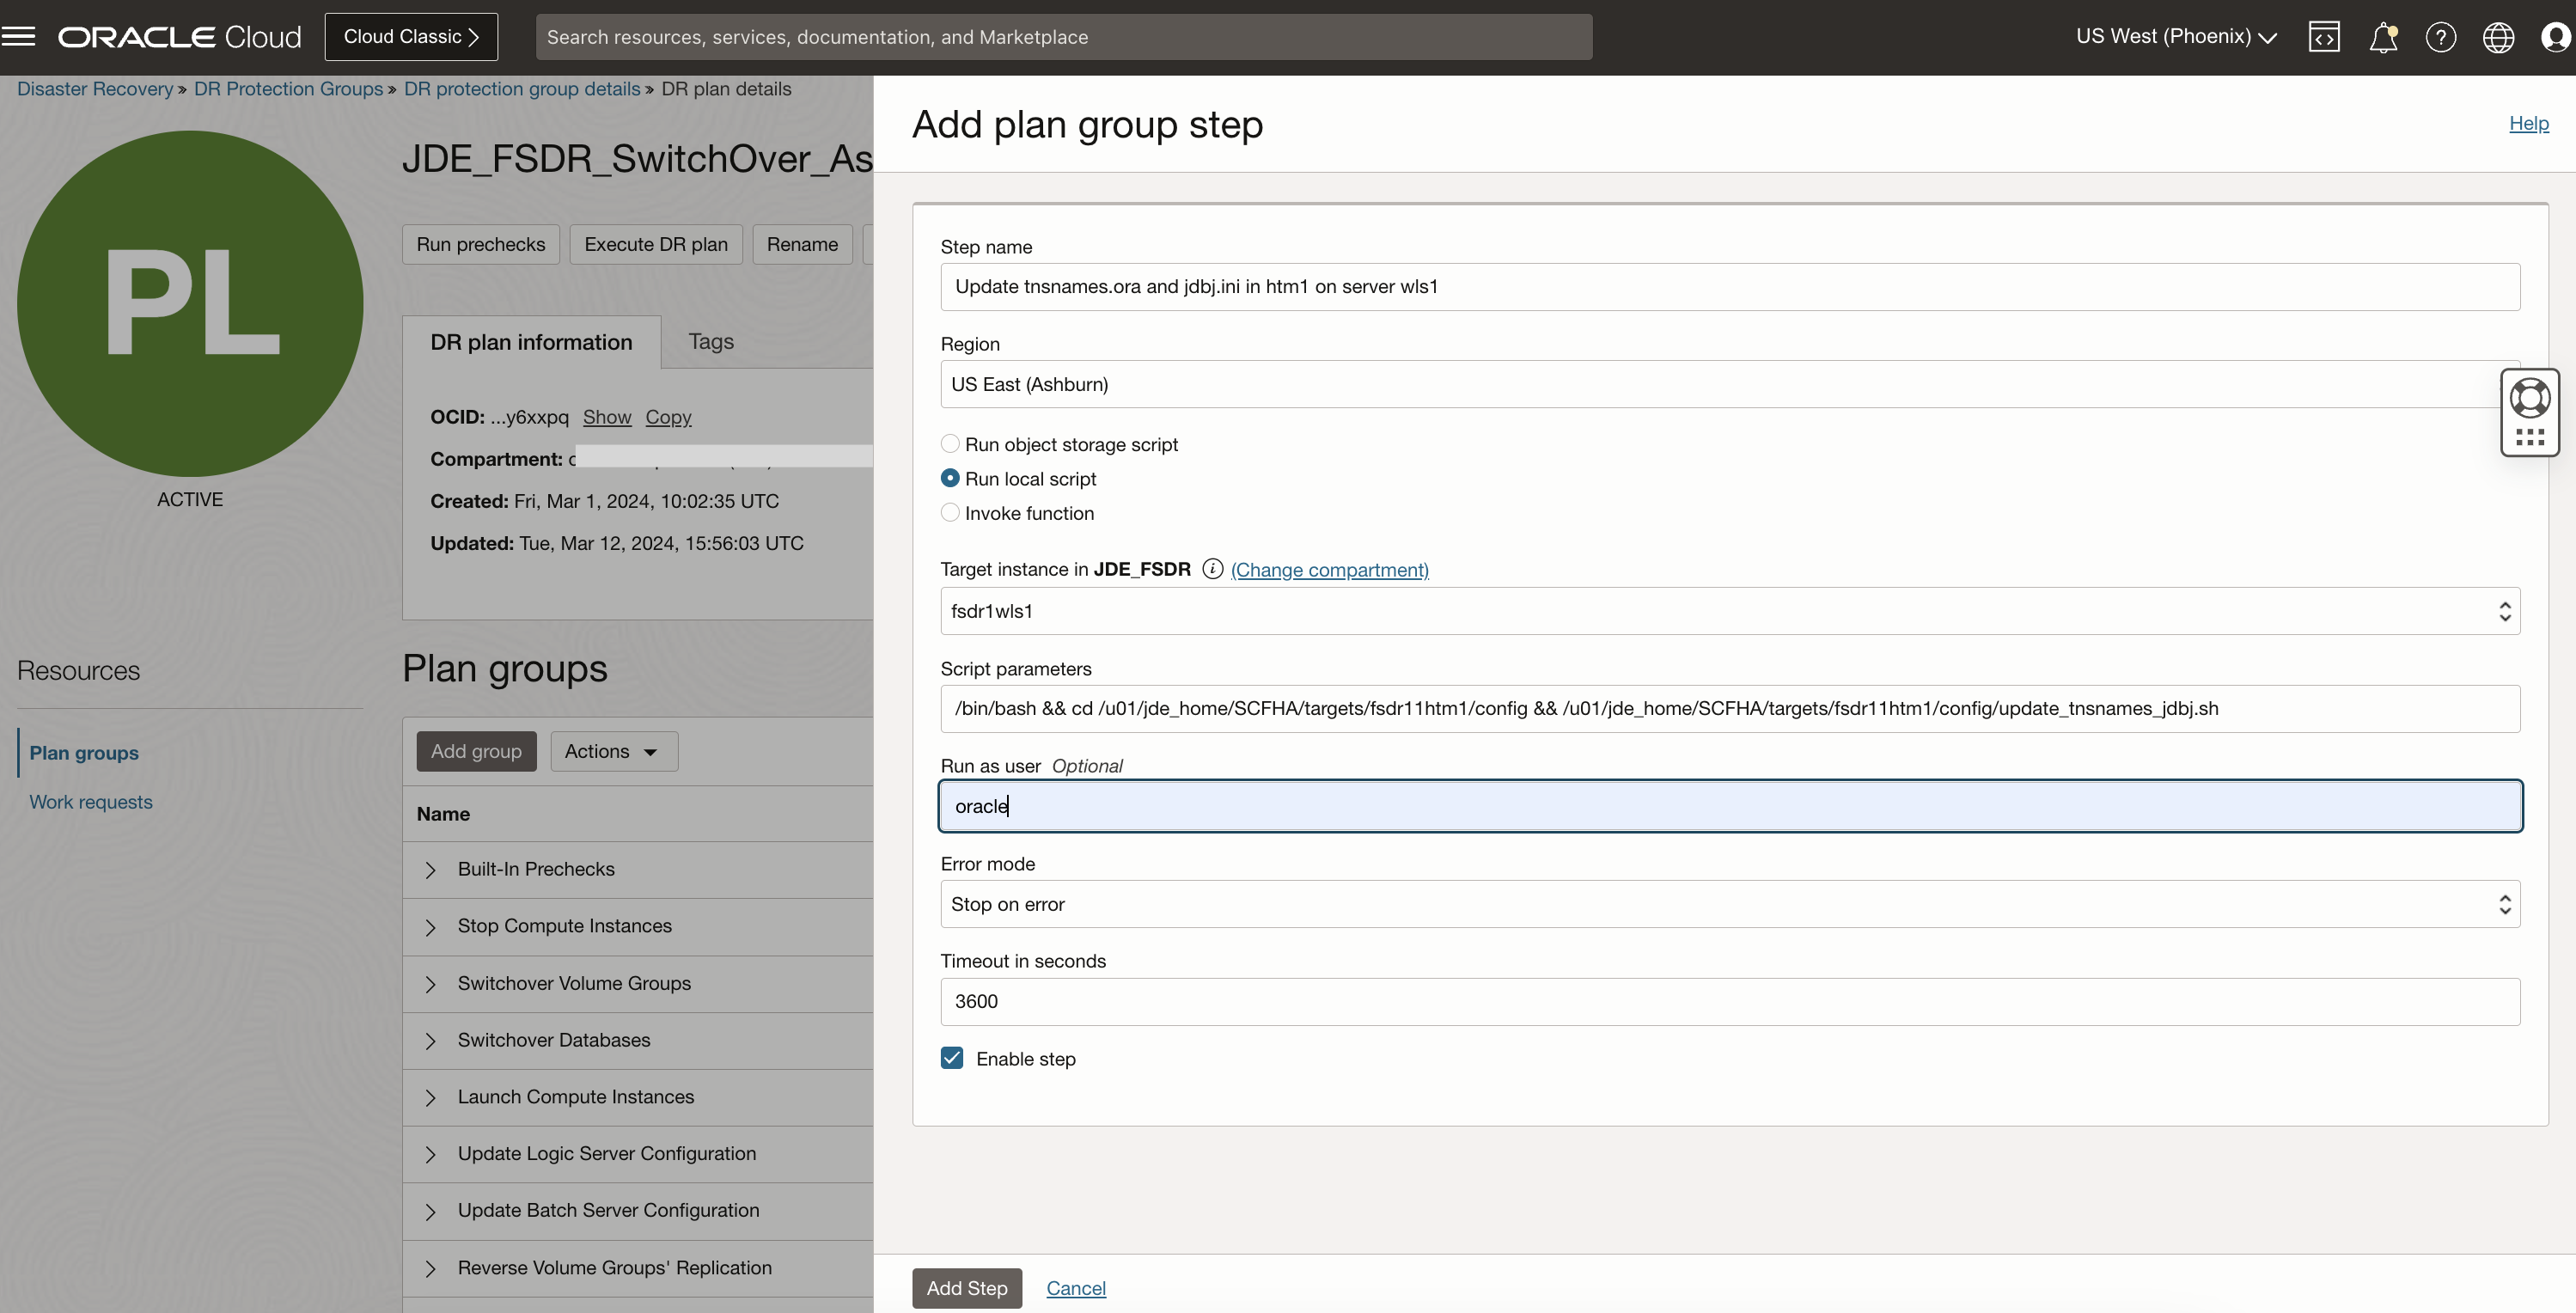 ORACLE Cloud
Cloud Classic
Search resources, services, documentation, and Marketplace
US West (Phoenix)
Disaster Recovery » DR Protection Groups » DR protection group details » DR plan details
PL
ACTIVE
JDE_FSDR_SwitchOver_As
Run prechecks
Execute DR plan
Rename
DR plan information
Tags
OCID: ...y6xxpq Show Copy
Compartment:
Created: Fri, Mar 1, 2024, 10:02:35 UTC
Updated: Tue, Mar 12, 2024, 15:56:03 UTC
Resources
Plan groups
Work requests
Plan groups
Add group
Actions
Name
Built-In Prechecks
Stop Compute Instances
Switchover Volume Groups
Switchover Databases
Launch Compute Instances
Update Logic Server Configuration
Update Batch Server Configuration
Reverse Volume Groups' Replication
Add plan group step
Help
Step name
Update tnsnames.ora and jdbj.ini in htm1 on server wls1
Region
US East (Ashburn)
Run object storage script
Run local script
Invoke function
Target instance in JDE_FSDR (Change compartment)
fsdr1wls1
Script parameters
/bin/bash && cd /u01/jde_home/SCFHA/targets/fsdr11htm1/config && /u01/jde_home/SCFHA/targets/fsdr11htm1/config/update_tnsnames_jdbj.sh
Run as user Optional
oracle
Error mode
Stop on error
Timeout in seconds
3600
Enable step
Add Step
Cancel